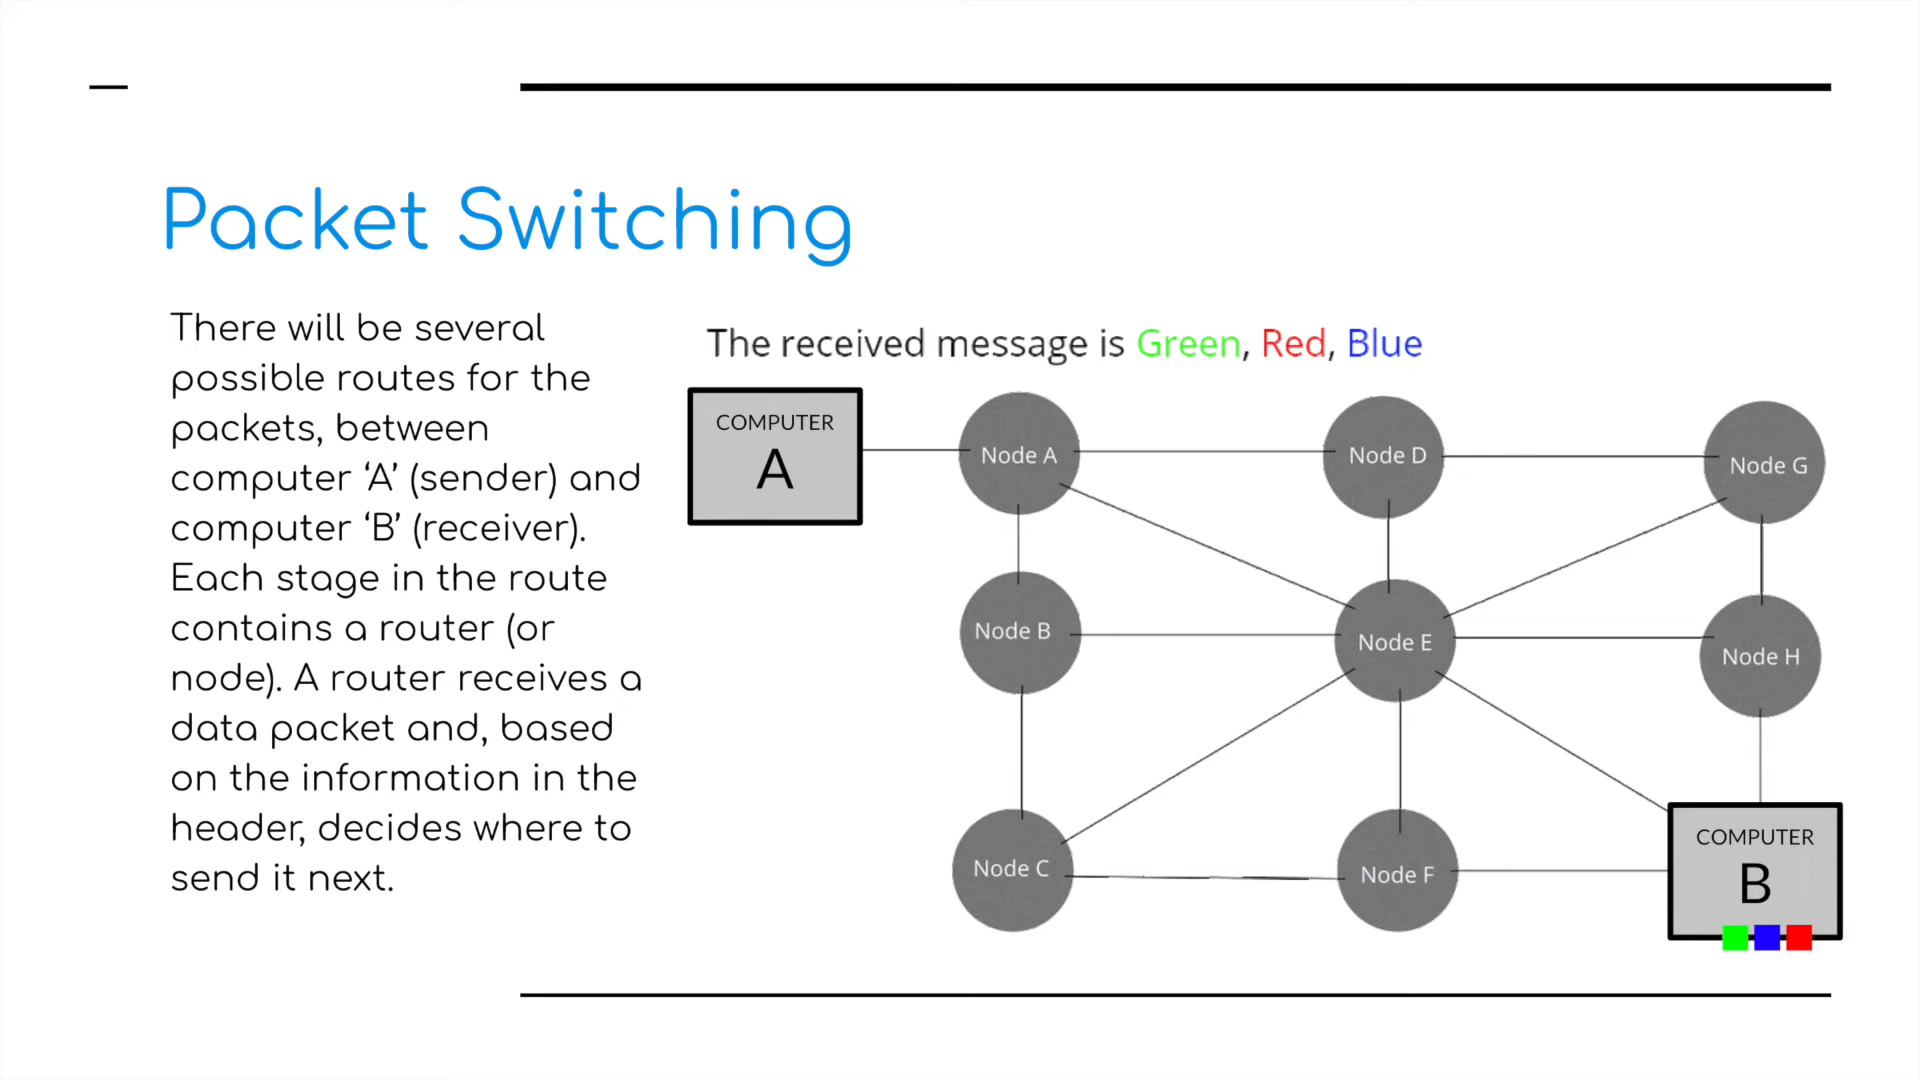 Packet Switching
There will be several
possible routes for the
packets, between
computer ‘A’ (sender) and
computer ‘B’ (receiver).
Each stage in the route
contains a router (or
node). A router receives a
data packet and, based
on the information in the
header, decides where to
send it next.
The received message is Green, Red, Blue
COMPUTER
A
Node A
Node D
Node G
Node B
Node E
Node H
Node C
Node F
COMPUTER
B